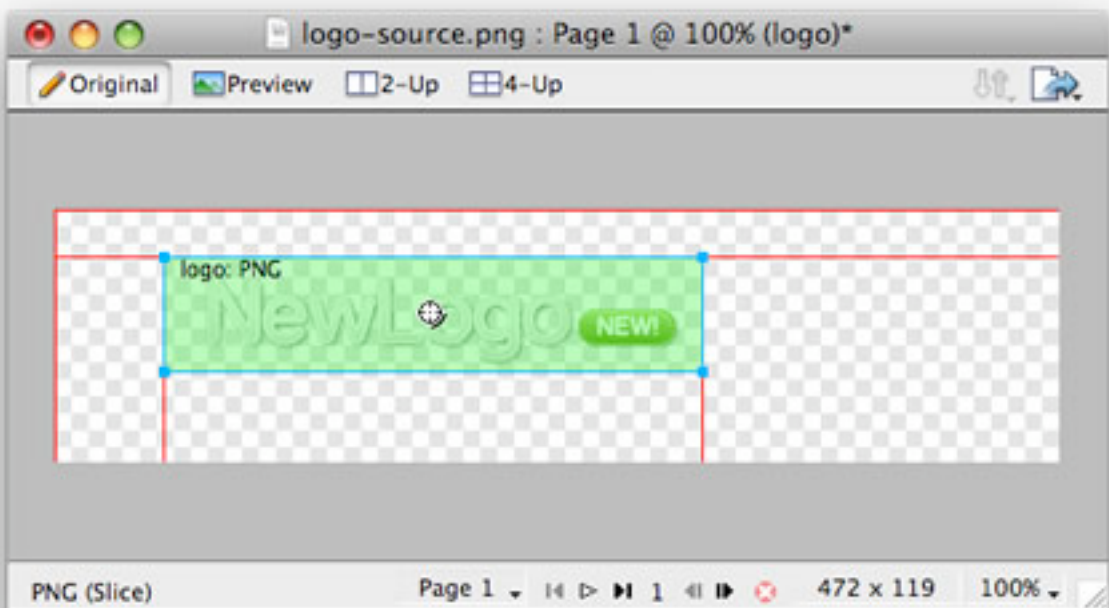 logo-source.png : Page 1 @ 100% (logo)*
Original Preview 2-Up 4-Up
logo: PNG
NewLogo NEW!
PNG (Slice) Page 1 1 472 x 119 100%